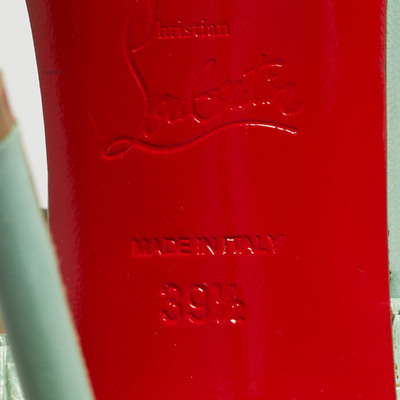 Christian
Louboutin
MADE IN ITALY
39½